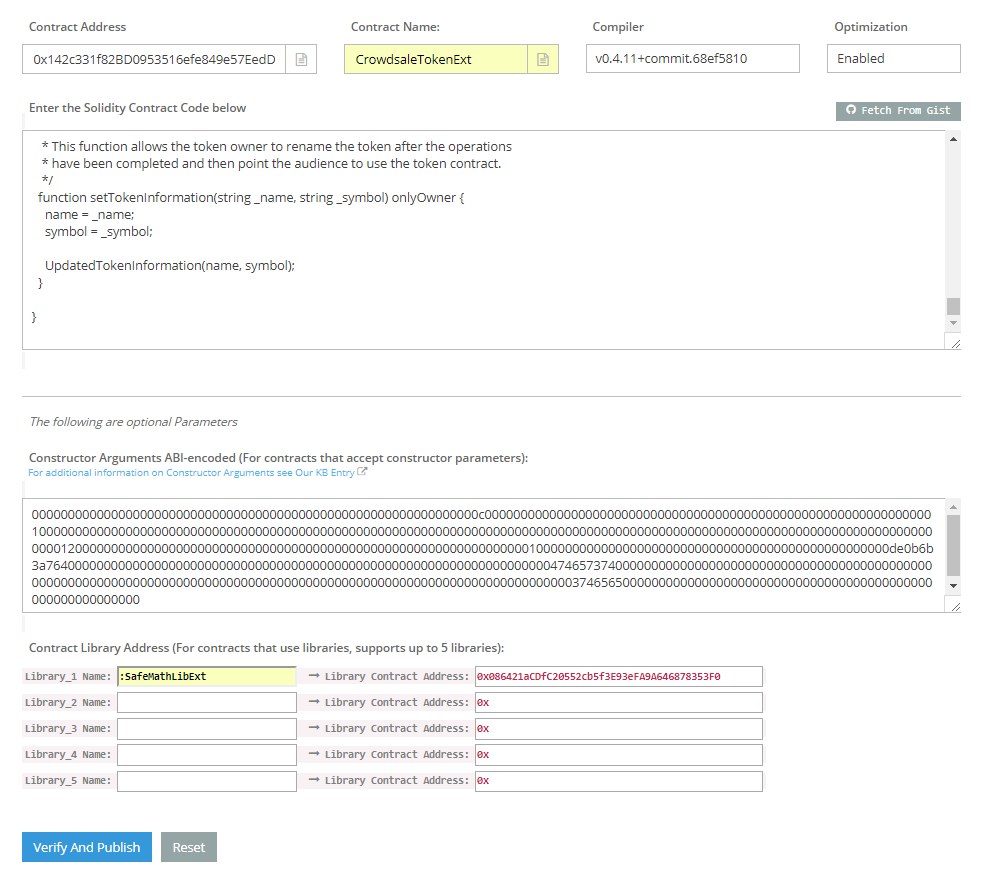 Contract Address
Contract Name:
Compiler
Optimization
0x142c331f82BD0953516efe849e57EedD
CrowdsaleTokenExt
v0.4.11+commit.68ef5810
Enabled
Enter the Solidity Contract Code below
Fetch From Gist
* This function allows the token owner to rename the token after the operations
* have been completed and then point the audience to use the token contract.
*/
function setTokenInformation(string _name, string _symbol) onlyOwner {
name = _name;
symbol = _symbol;
UpdatedTokenInformation(name, symbol);
}
}
The following are optional Parameters
Constructor Arguments ABI-encoded (For contracts that accept constructor parameters):
For additional information on Constructor Arguments see Our KB Entry
000000000000000000000000000000000000000000000000000000000000000c0000000000000000000000000000000000000000000000000000000000000
10000000000000000000000000000000000000000000000000000000000000000000000000000000000000000000000000000000000000000000000000000
00001200000000000000000000000000000000000000000000000000000000000000010000000000000000000000000000000000000000000000000de0b6b
3a764000000000000000000000000000000000000000000000000000000000000000000047465737400000000000000000000000000000000000000000000
00000000000000000000000000000000000000000000000000000000000000000000000000037465650000000000000000000000000000000000000000000
000000000000000
Contract Library Address (For contracts that use libraries, supports up to 5 libraries):
Library_1 Name: :SafeMathLibExt → Library Contract Address: 0x086421aCDfC20552cb5f3E93eFA9A646878353F0
Library_2 Name: → Library Contract Address: 0x
Library_3 Name: → Library Contract Address: 0x
Library_4 Name: → Library Contract Address: 0x
Library_5 Name: → Library Contract Address: 0x
Verify And Publish
Reset